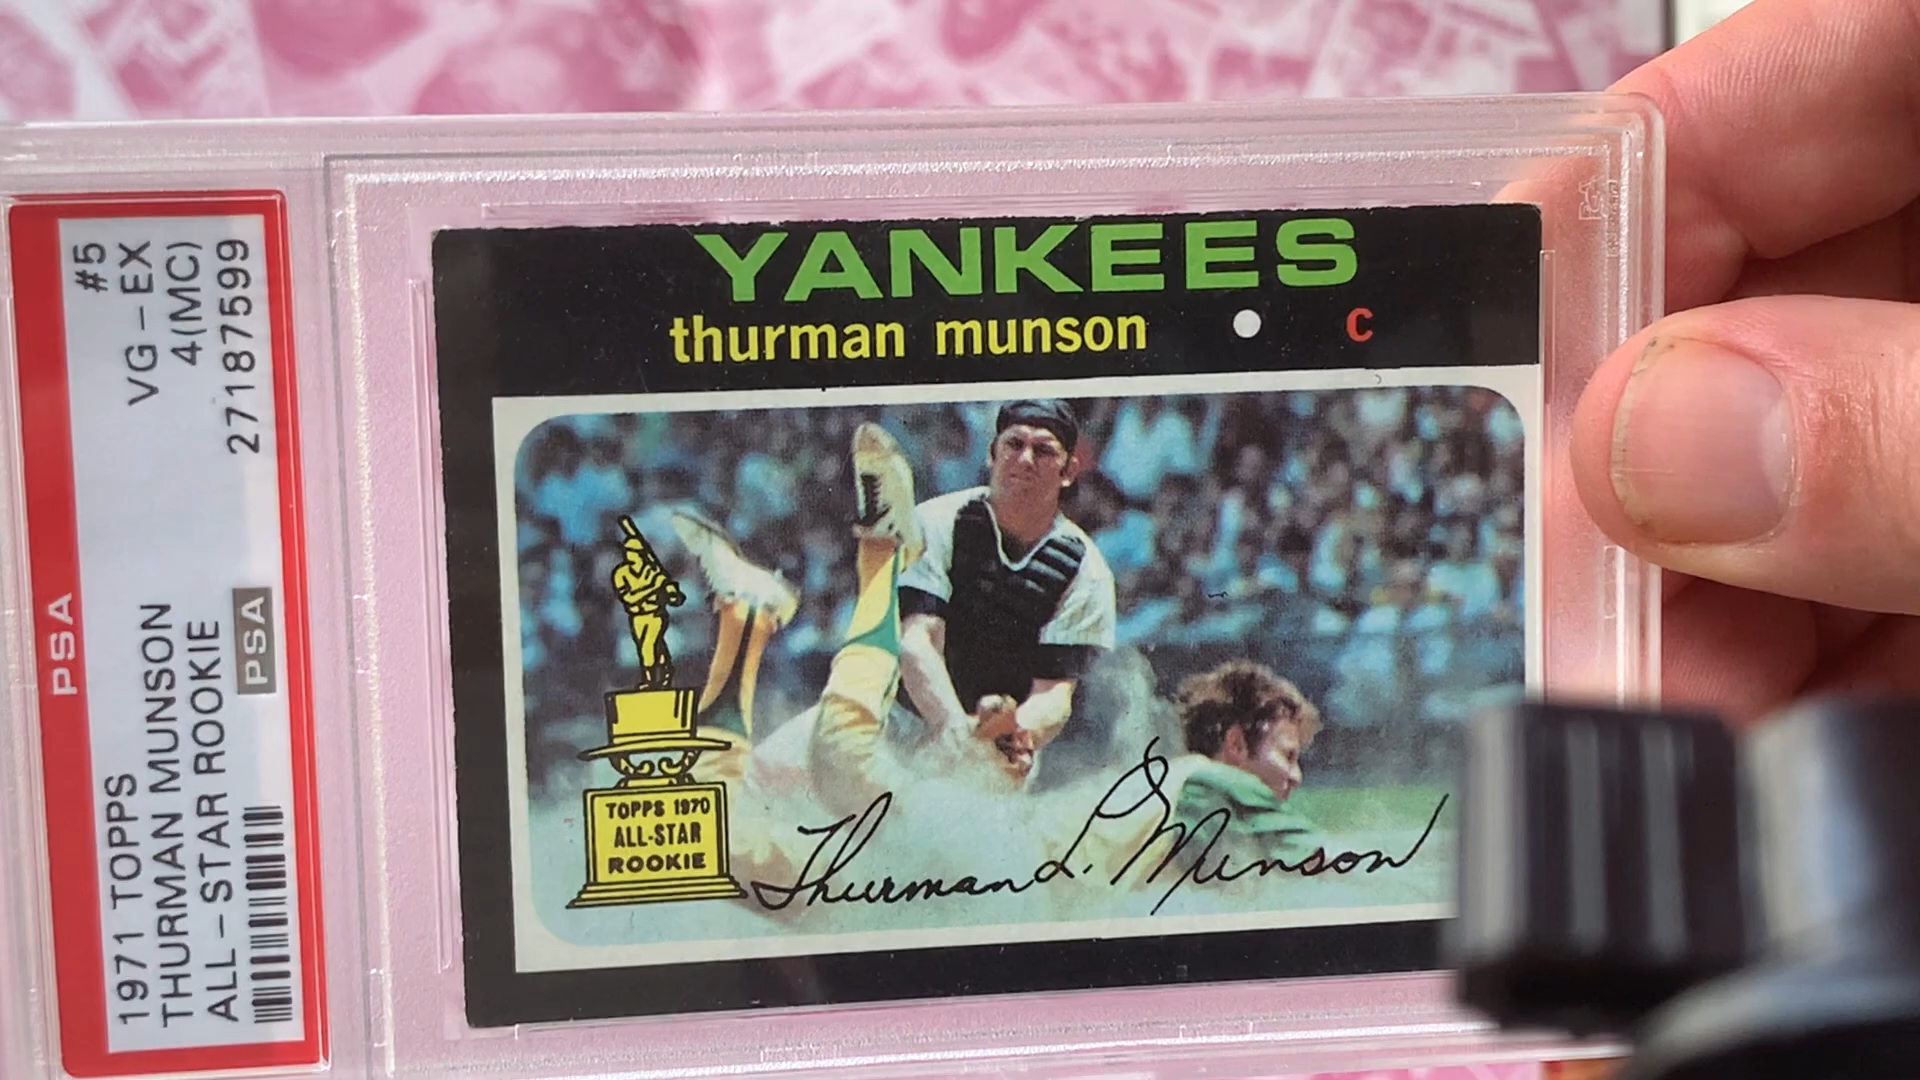 PSA
1971 TOPPS #5
THURMAN MUNSON VG-EX
ALL-STAR ROOKIE 4(MC)
PSA 27187599
YANKEES
thurman munson • c
TOPPS 1970
ALL-STAR
ROOKIE
Thurman L. Munson